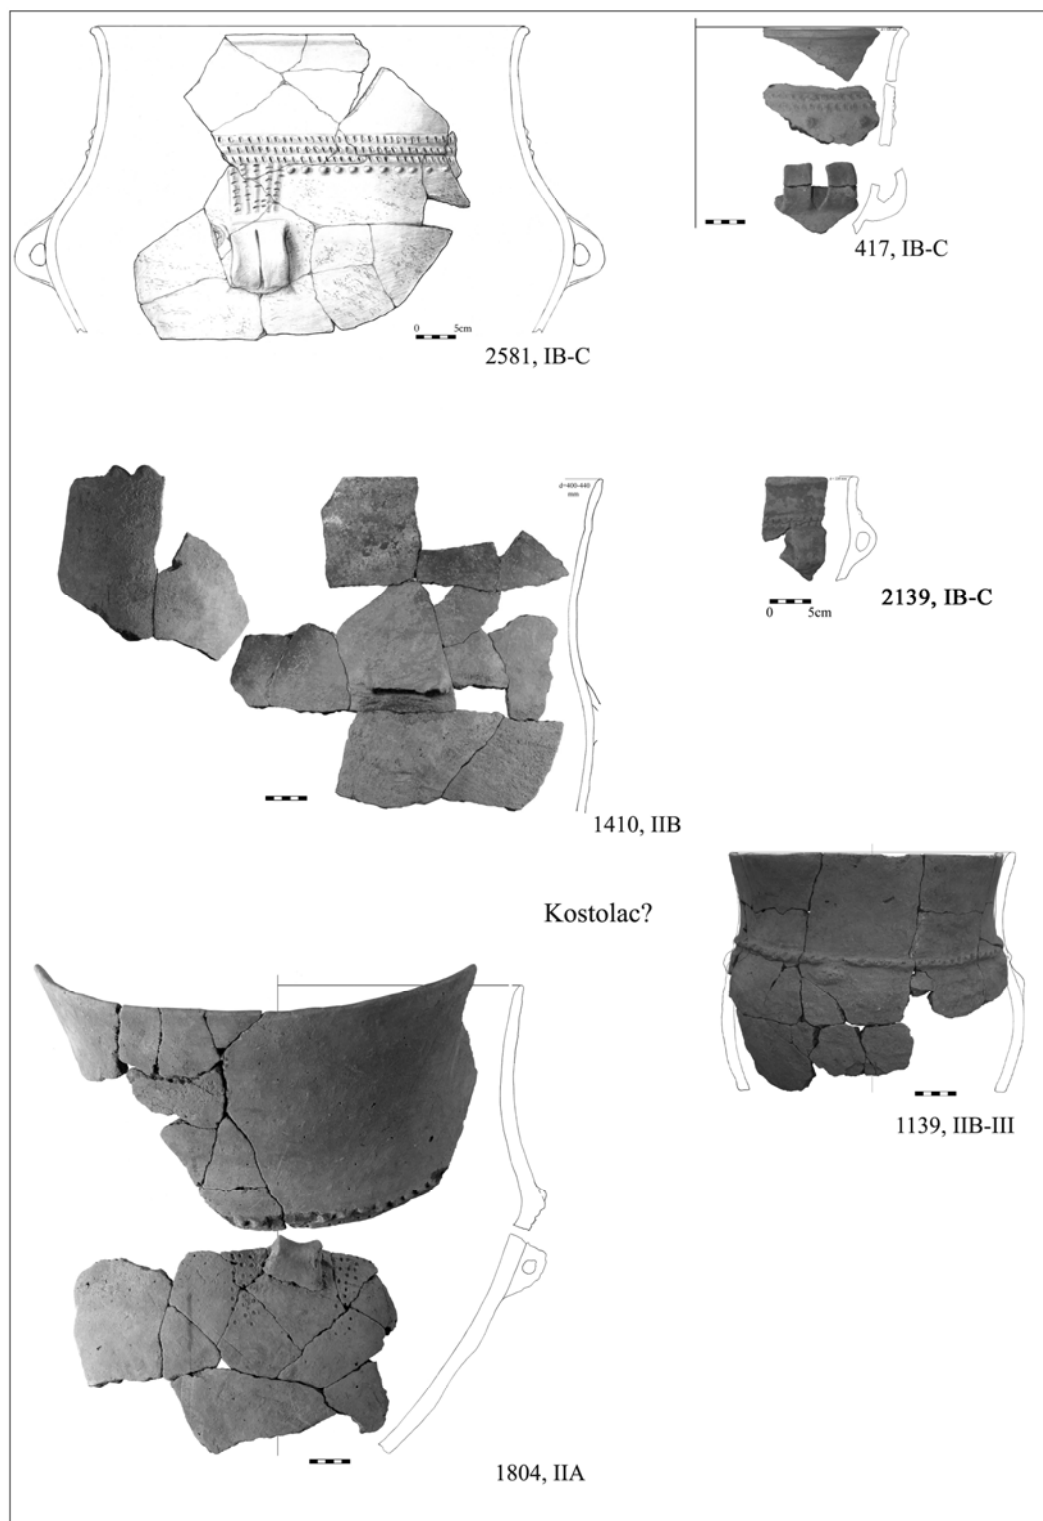 417, IB-C
0 5cm
2581, IB-C
d=400-440
mm
0 5cm
2139, IB-C
1410, IIB
Kostolac?
1139, IIB-III
1804, IIA